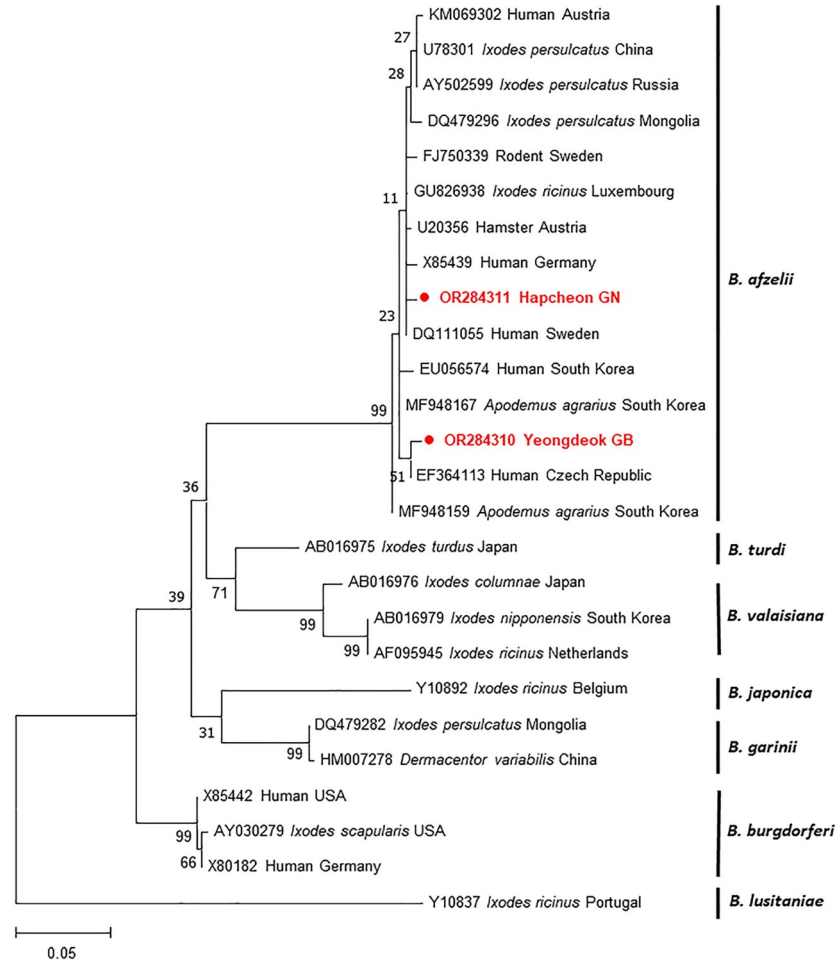 KM069302 Human Austria
27
U78301 Ixodes persulcatus China
28
AY502599 Ixodes persulcatus Russia
DQ479296 Ixodes persulcatus Mongolia
FJ750339 Rodent Sweden
GU826938 Ixodes ricinus Luxembourg
11
U20356 Hamster Austria
X85439 Human Germany
B. afzelii
OR284311 Hapcheon GN
23
DQ111055 Human Sweden
EU056574 Human South Korea
MF948167 Apodemus agrarius South Korea
99
OR284310 Yeongdeok GB
51
EF364113 Human Czech Republic
36
MF948159 Apodemus agrarius South Korea
AB016975 Ixodes turdus Japan
B. turdi
71
AB016976 Ixodes columnae Japan
39
99
AB016979 Ixodes nipponensis South Korea
B. valaisiana
99
AF095945 Ixodes ricinus Netherlands
Y10892 Ixodes ricinus Belgium
B. japonica
31
DQ479282 Ixodes persulcatus Mongolia
B. garinii
99
HM007278 Dermacentor variabilis China
X85442 Human USA
99
AY030279 Ixodes scapularis USA
B. burgdorferi
66
X80182 Human Germany
Y10837 Ixodes ricinus Portugal
B. lusitaniae
0.05